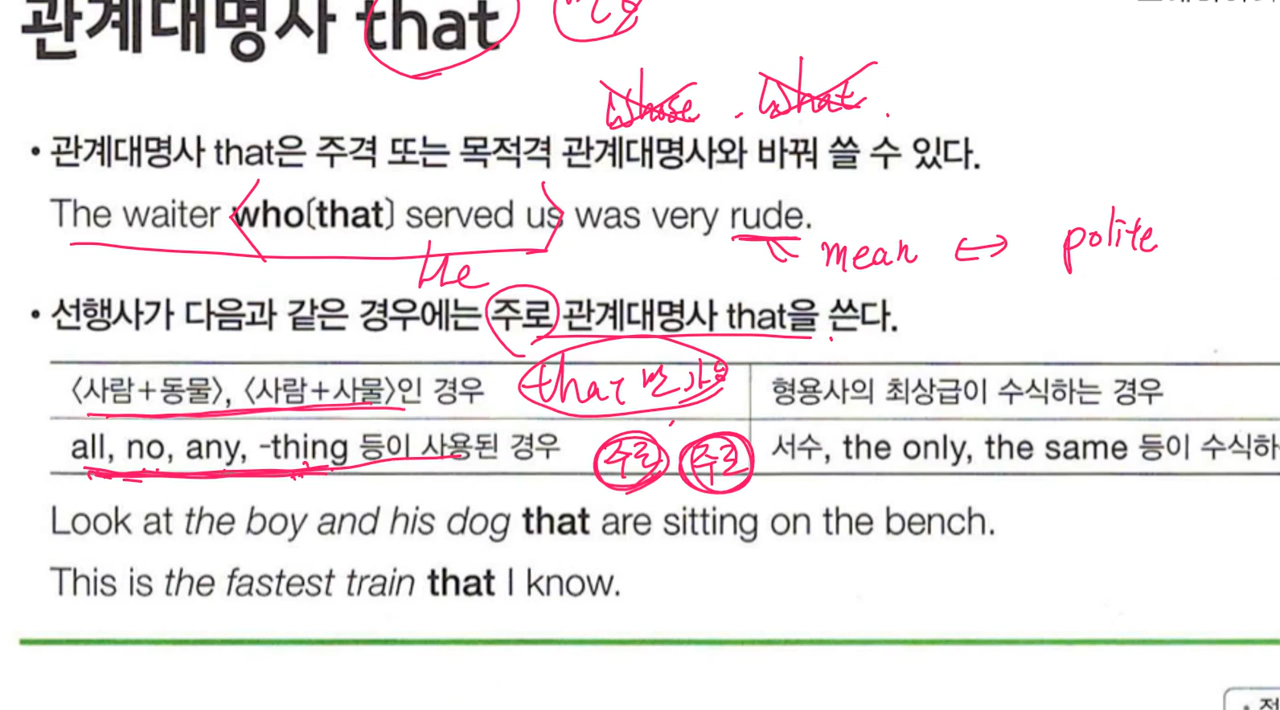 관계대명사 that
whose . what .
• 관계대명사 that은 주격 또는 목적격 관계대명사와 바꿔 쓸 수 있다.
The waiter who(that) served us was very rude.
He
mean ↔ polite
• 선행사가 다음과 같은 경우에는 주로 관계대명사 that을 쓴다.
〈사람+동물〉, 〈사람+사물〉인 경우 that 형용사의 최상급이 수식하는 경우
all, no, any, -thing 등이 사용된 경우 주로 서수, the only, the same 등이 수식하
Look at the boy and his dog that are sitting on the bench.
This is the fastest train that I know.